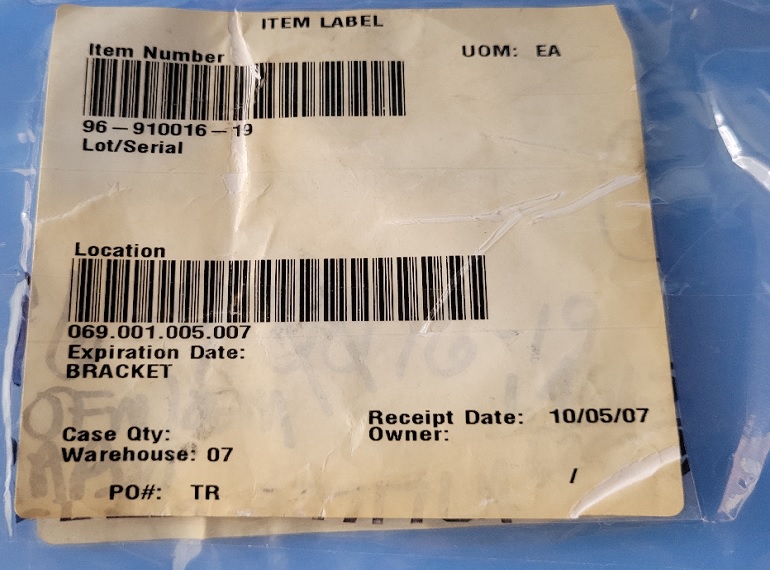 ITEM LABEL
Item Number UOM: EA
96-910016-19
Lot/Serial
Location
069.001.005.007
Expiration Date:
BRACKET
Receipt Date: 10/05/07
Case Qty: Owner:
Warehouse: 07
/
PO#: TR